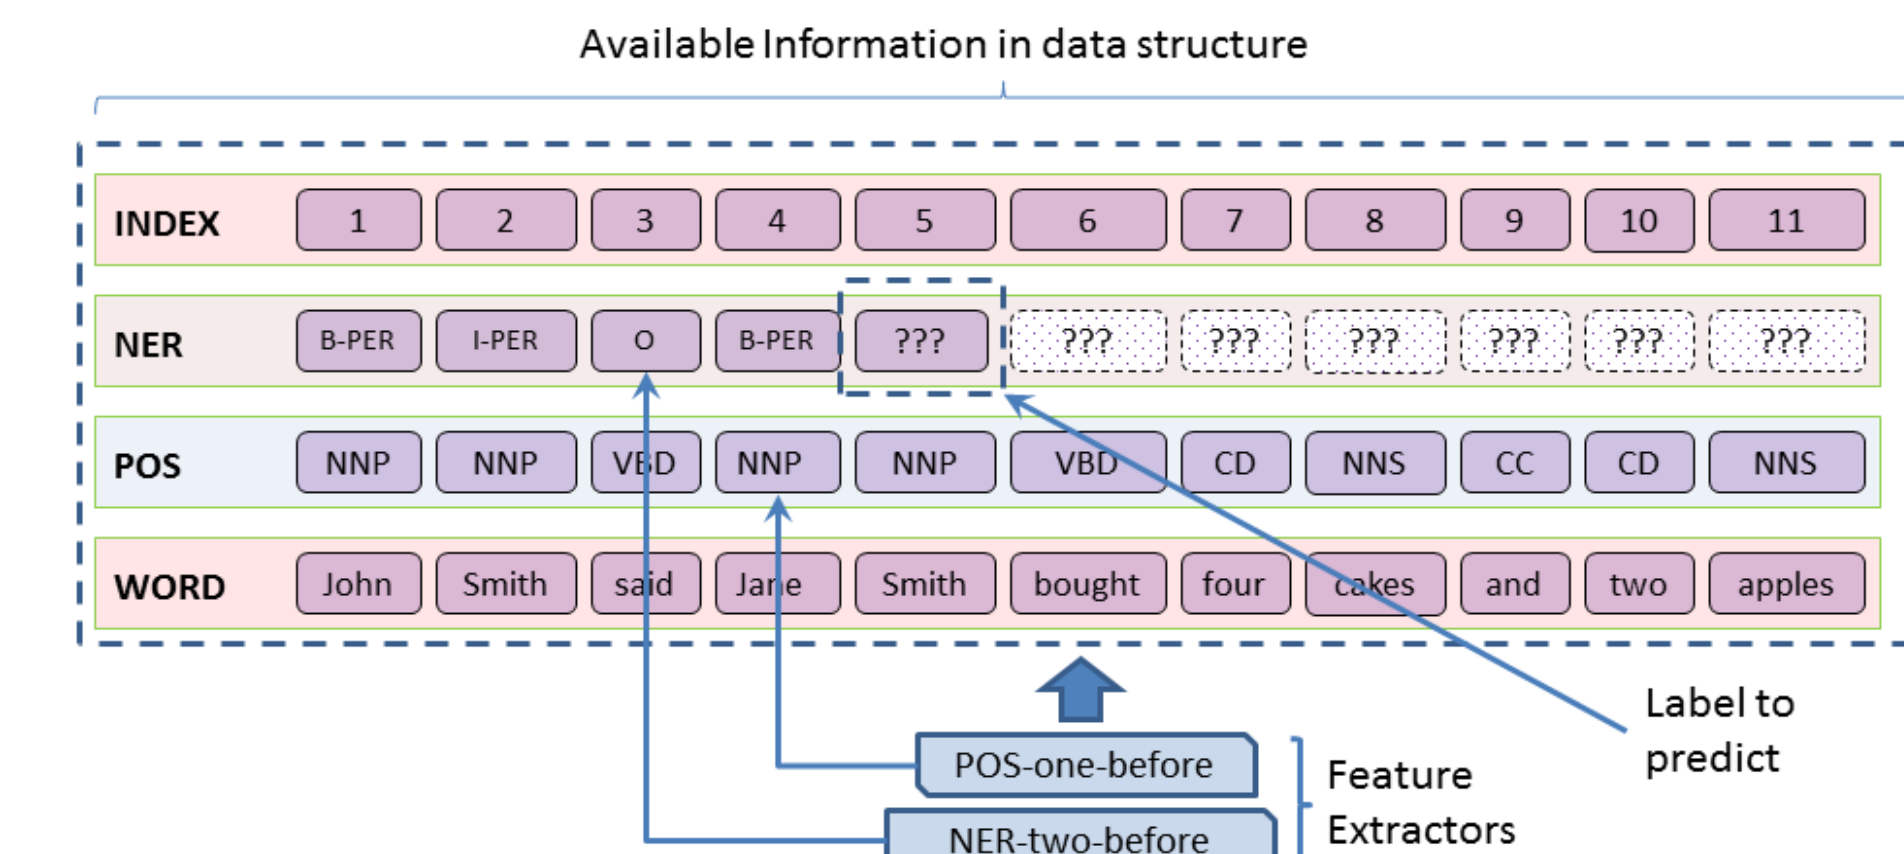 Available Information in data structure
INDEX 1 2 3 4 5 6 7 8 9 10 11
NER B-PER I-PER O B-PER ??? ??? ??? ??? ??? ??? ???
POS NNP NNP VBD NNP NNP VBD CD NNS CC CD NNS
WORD John Smith said Jane Smith bought four cakes and two apples
Label to
predict
POS-one-before
NER-two-before
Feature
Extractors